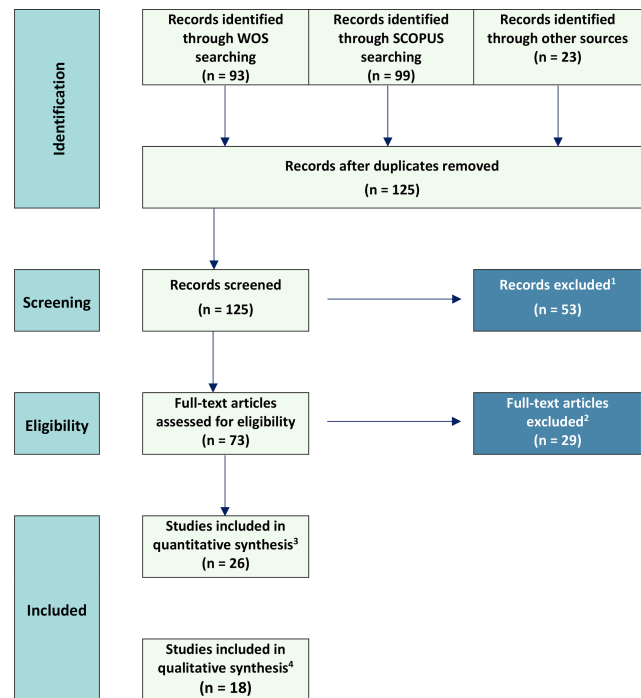 Identification
Records identified
through WOS
searching
(n = 93)
Records identified
through SCOPUS
searching
(n = 99)
Records identified
through other sources
(n = 23)
Records after duplicates removed
(n = 125)
Screening
Records screened
(n = 125)
Records excluded¹
(n = 53)
Eligibility
Full-text articles
assessed for eligibility
(n = 73)
Full-text articles
excluded²
(n = 29)
Included
Studies included in
quantitative synthesis³
(n = 26)
Studies included in
qualitative synthesis⁴
(n = 18)